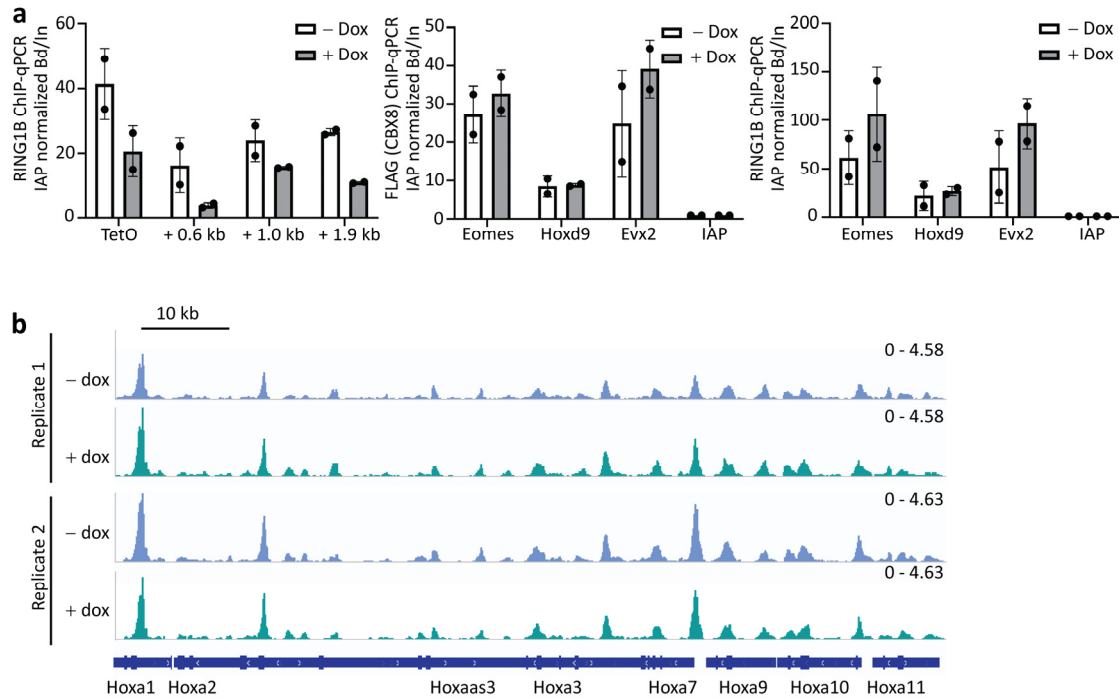 a
RING1B ChIP-qPCR
IAP normalized Bd/In
60
40
20
0
− Dox
+ Dox
TetO + 0.6 kb + 1.0 kb + 1.9 kb
FLAG (CBX8) ChIP-qPCR
IAP normalized Bd/In
50
40
30
20
10
0
− Dox
+ Dox
Eomes Hoxd9 Evx2 IAP
RING1B ChIP-qPCR
IAP normalized Bd/In
200
150
100
50
0
− Dox
+ Dox
Eomes Hoxd9 Evx2 IAP
b
10 kb
Replicate 1
− dox
0 - 4.58
+ dox
0 - 4.58
Replicate 2
− dox
0 - 4.63
+ dox
0 - 4.63
Hoxa1 Hoxa2 Hoxaas3 Hoxa3 Hoxa7 Hoxa9 Hoxa10 Hoxa11